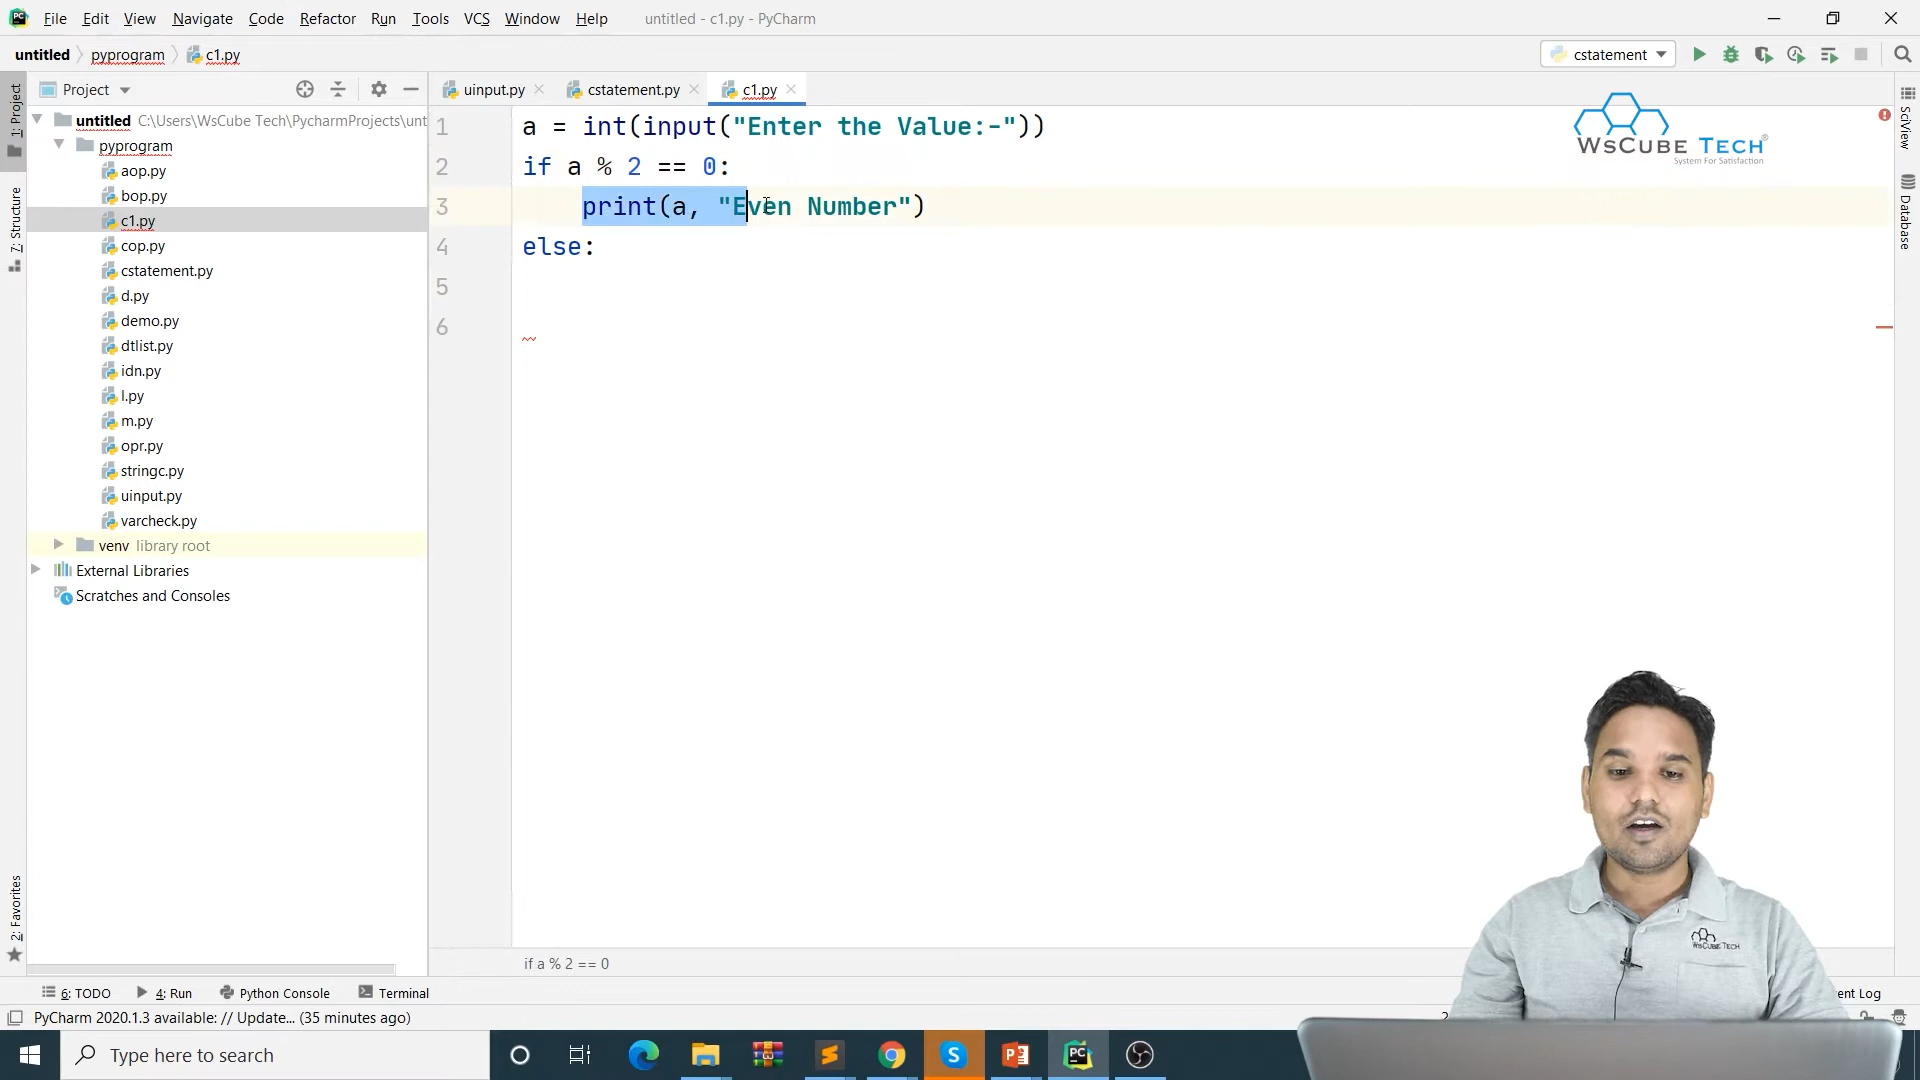 File Edit View Navigate Code Refactor Run Tools VCS Window Help untitled - c1.py - PyCharm
untitled pyprogram c1.py cstatement
1: Project
7: Structure
2: Favorites
Project
untitled C:\Users\WsCube Tech\PycharmProjects\unt
pyprogram
aop.py
bop.py
c1.py
cop.py
cstatement.py
d.py
demo.py
dtlist.py
idn.py
l.py
m.py
opr.py
stringc.py
uinput.py
varcheck.py
venv library root
External Libraries
Scratches and Consoles
uinput.py cstatement.py c1.py
1 a = int(input("Enter the Value:-"))
2 if a % 2 == 0:
3 print(a, "Even Number")
4 else:
5
6
WsCube Tech®
System For Satisfaction
SciView
Database
WsCube Tech
if a % 2 == 0
6: TODO 4: Run Python Console Terminal ent Log
PyCharm 2020.1.3 available: // Update... (35 minutes ago) 2
Type here to search